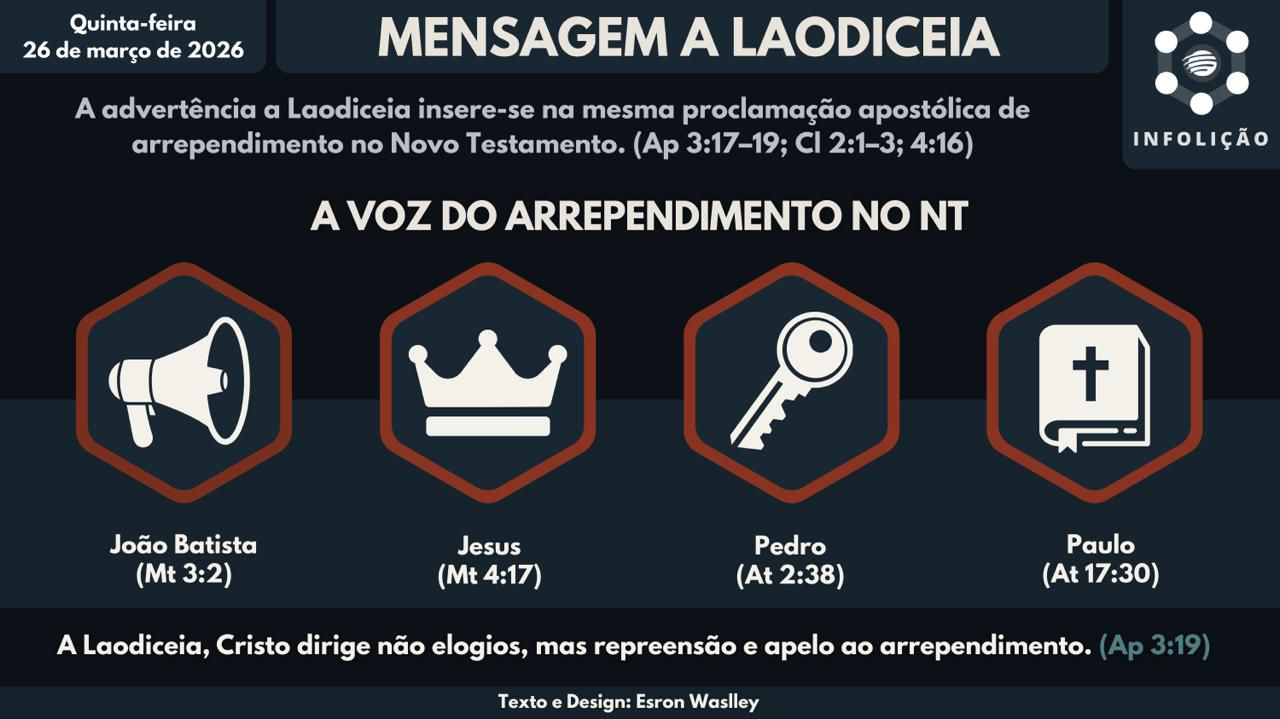 Quinta-feira
26 de março de 2026
MENSAGEM A LAODICEIA
INFOLIÇÃO
A advertência a Laodiceia insere-se na mesma proclamação apostólica de
arrependimento no Novo Testamento. (Ap 3:17–19; Cl 2:1–3; 4:16)
A VOZ DO ARREPENDIMENTO NO NT
João Batista
(Mt 3:2)
Jesus
(Mt 4:17)
Pedro
(At 2:38)
Paulo
(At 17:30)
A Laodiceia, Cristo dirige não elogios, mas repreensão e apelo ao arrependimento. (Ap 3:19)
Texto e Design: Esron Waslley